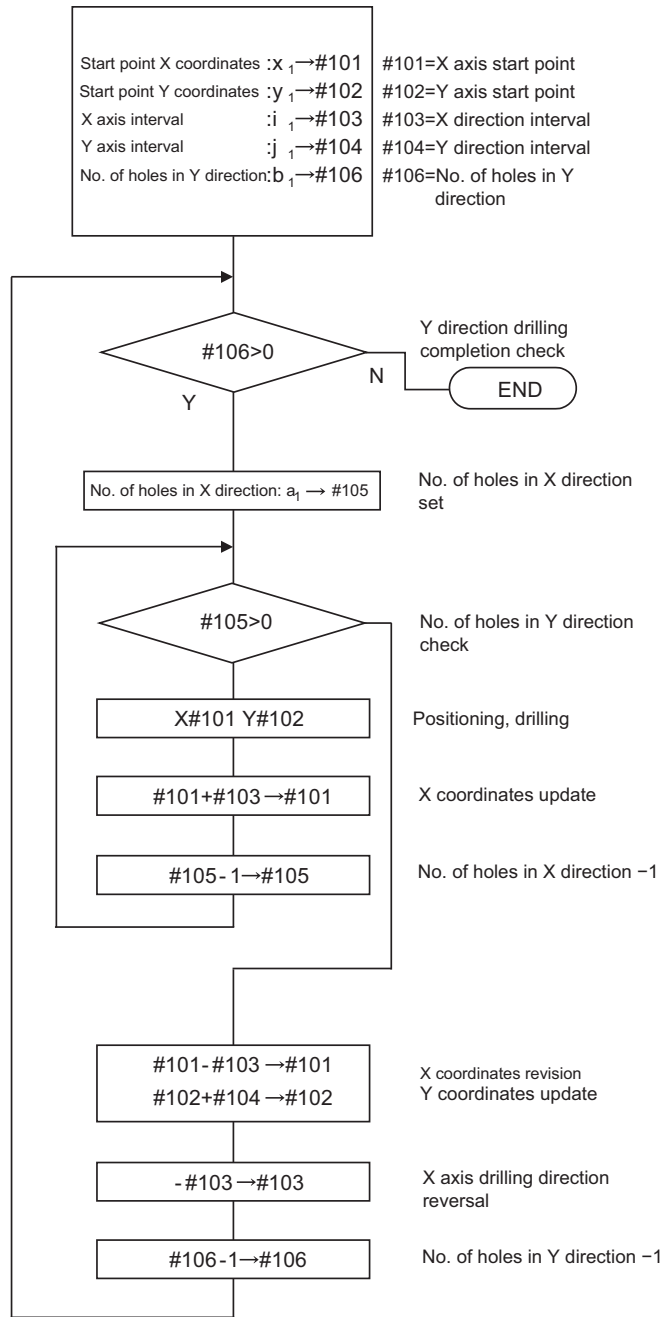 Start point X coordinates :x 1→#101 #101=X axis start point
Start point Y coordinates :y 1→#102 #102=Y axis start point
X axis interval :i 1→#103 #103=X direction interval
Y axis interval :j 1→#104 #104=Y direction interval
No. of holes in Y direction:b 1→#106 #106=No. of holes in Y
direction
#106>0
Y direction drilling
completion check
N
END
Y
No. of holes in X direction: a1 → #105
No. of holes in X direction
set
#105>0
No. of holes in Y direction
check
X#101 Y#102
Positioning, drilling
#101+#103→#101
X coordinates update
#105-1→#105
No. of holes in X direction −1
#101-#103→#101
X coordinates revision
#102+#104→#102
Y coordinates update
-#103→#103
X axis drilling direction
reversal
#106-1→#106
No. of holes in Y direction −1